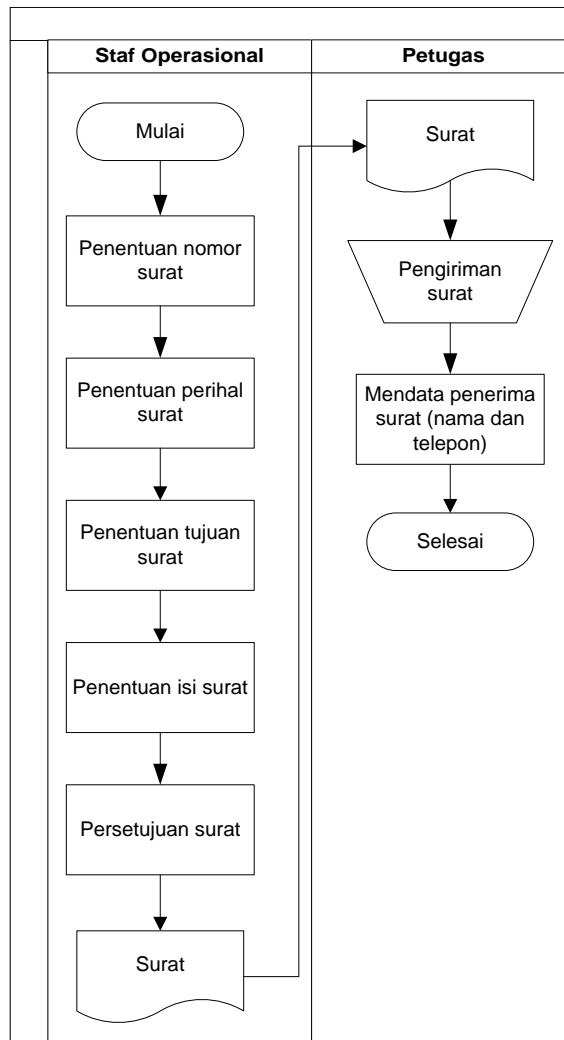 Staf Operasional
Petugas
Mulai
Penentuan nomor
surat
Penentuan perihal
surat
Penentuan tujuan
surat
Penentuan isi surat
Persetujuan surat
Surat
Surat
Pengiriman
surat
Mendata penerima
surat (nama dan
telepon)
Selesai